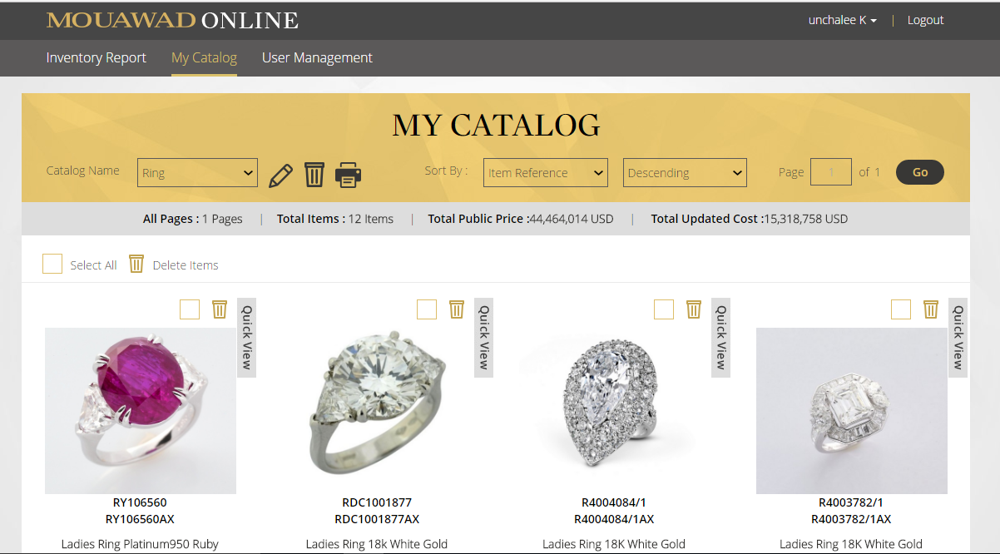 MOUAWAD ONLINE
unchalee K | Logout
Inventory Report My Catalog User Management
MY CATALOG
Catalog Name Ring Sort By : Item Reference Descending Page 1 of 1 Go
All Pages : 1 Pages | Total Items : 12 Items | Total Public Price :44,464,014 USD | Total Updated Cost :15,318,758 USD
Select All Delete Items
Quick View Quick View Quick View Quick View
RY106560 RDC1001877 R4004084/1 R4003782/1
RY106560AX RDC1001877AX R4004084/1AX R4003782/1AX
Ladies Ring Platinum950 Ruby Ladies Ring 18k White Gold Ladies Ring 18K White Gold Ladies Ring 18K White Gold